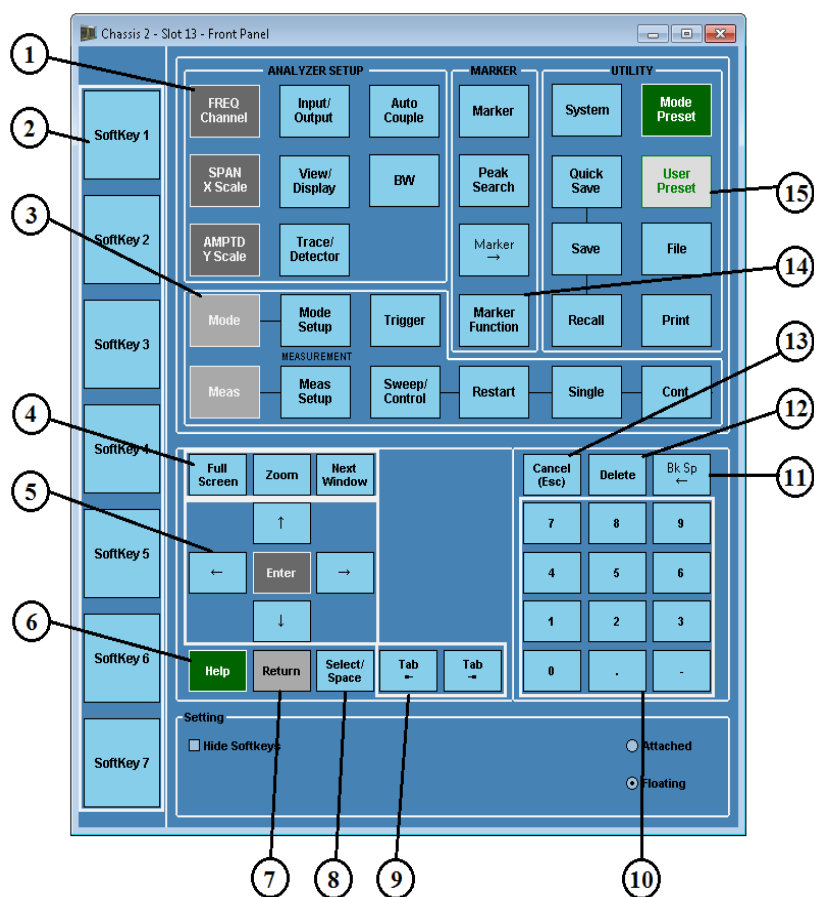 Chassis 2 - Slot 13 - Front Panel
1
2
3
4
5
6
7
8
9
10
11
12
13
14
15
SoftKey 1
SoftKey 2
SoftKey 3
SoftKey 4
SoftKey 5
SoftKey 6
SoftKey 7
ANALYZER SETUP
FREQ
Channel
Input/
Output
Auto
Couple
SPAN
X Scale
View/
Display
BW
AMPTD
Y Scale
Trace/
Detector
MARKER
Marker
Peak
Search
Marker
→
Marker
Function
UTILITY
System
Mode
Preset
Quick
Save
User
Preset
Save
File
Recall
Print
Mode
Mode
Setup
Trigger
MEASUREMENT
Meas
Meas
Setup
Sweep/
Control
Restart
Single
Cont
Full
Screen
Zoom
Next
Window
↑
←
Enter
→
↓
Help
Return
Select/
Space
Tab
⇤
Tab
⇥
Cancel
(Esc)
Delete
Bk Sp
←
7 8 9
4 5 6
1 2 3
0 . -
Setting
Hide Softkeys
Attached
Floating